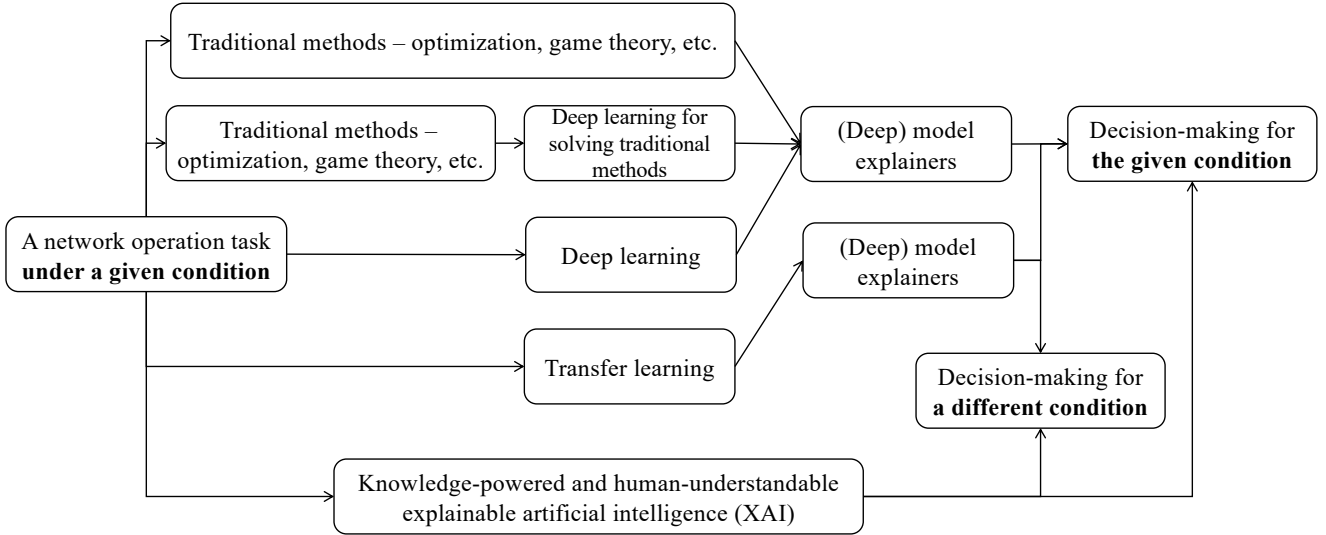 Traditional methods – optimization, game theory, etc.
Traditional methods –
optimization, game theory, etc.
Deep learning for
solving traditional
methods
(Deep) model
explainers
Decision-making for
the given condition
A network operation task
under a given condition
Deep learning
(Deep) model
explainers
Transfer learning
Decision-making for
a different condition
Knowledge-powered and human-understandable
explainable artificial intelligence (XAI)